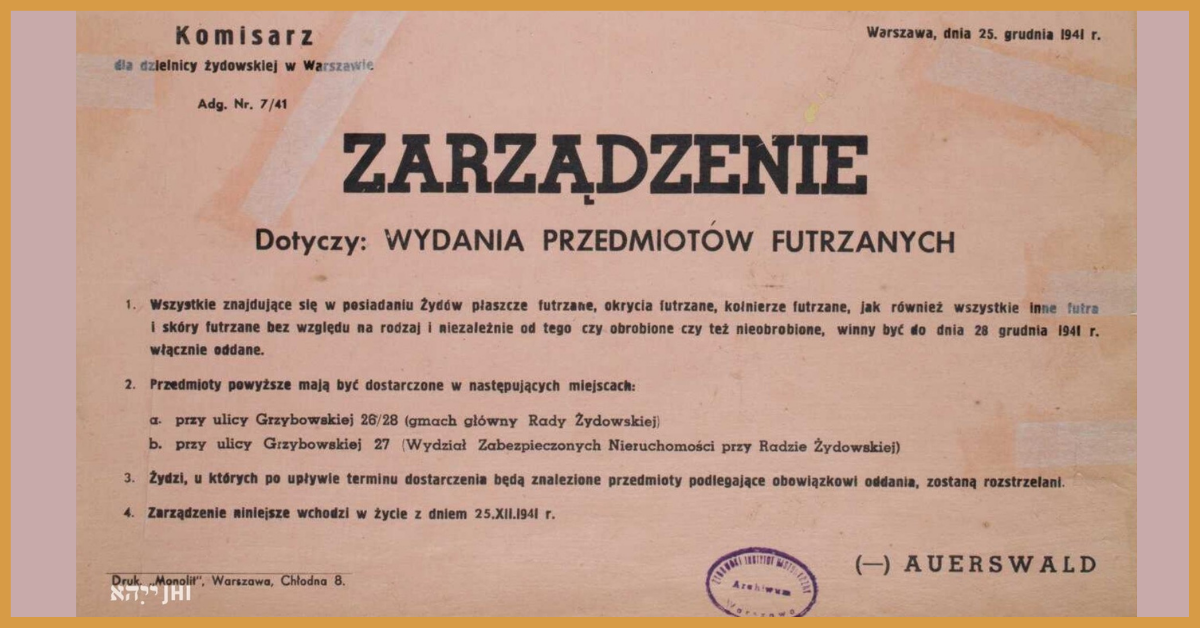 Komisarz
dla dzielnicy żydowskiej w Warszawie
Adg. Nr. 7/41
Warszawa, dnia 25. grudnia 1941 r.
ZARZĄDZENIE
Dotyczy: WYDANIA PRZEDMIOTÓW FUTRZANYCH
1. Wszystkie znajdujące się w posiadaniu Żydów płaszcze futrzane, okrycia futrzane, kołnierze futrzane, jak również wszystkie inne futra
i skóry futrzane bez względu na rodzaj i niezależnie od tego czy obrobione czy też nieobrobione, winny być do dnia 28 grudnia 1941 r.
włącznie oddane.
2. Przedmioty powyższe mają być dostarczone w następujących miejscach:
a. przy ulicy Grzybowskiej 26/28 (gmach główny Rady Żydowskiej)
b. przy ulicy Grzybowskiej 27 (Wydział Zabezpieczonych Nieruchomości przy Radzie Żydowskiej)
3. Żydzi, u których po upływie terminu dostarczenia będą znalezione przedmioty podlegające obowiązkowi oddania, zostaną rozstrzelani.
4. Zarządzenie niniejsze wchodzi w życie z dniem 25.XII.1941 r.
(—) AUERSWALD
Druk. „Monolit", Warszawa, Chłodna 8.
ŻYDOWSKI INSTYTUT HISTORYCZNY
Archiwum
Warszawa
JHI